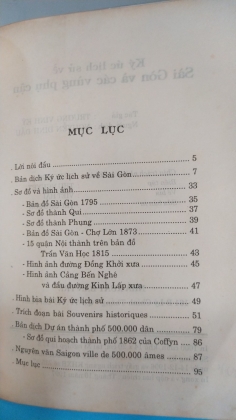 MỤC LỤC
. Lời nói đầu ........ 5
. Bản dịch Ký ức lịch sử về Sài Gòn ........ 7
. Sơ đồ và hình ảnh ........ 33
- Bản đồ Sài Gòn 1795 ........ 35
- Sơ đồ thành Qui ........ 37
- Sơ đồ thành Phụng ........ 39
- Bản đồ Sài Gòn - Chợ Lớn 1873 ........ 41
- 15 quận Nội thành trên bản đồ
Trần Văn Học 1815 ........ 43
- Hình ảnh đường Đồng Khởi xưa ........ 45
- Hình ảnh Cảng Bến Nghé
và đầu đường Kinh Lấp xưa ........ 47
. Hình bìa bài Ký ức lịch sử ........ 49
. Trích đoạn bài Souvenirs historiques ........ 51
. Bản dịch Dự án thành phố 500.000 dân ........ 79
- Sơ đồ qui hoạch thành phố 1862 của Coffyn .... 86
. Nguyên văn Saigon ville de 500.000 âmes ........ 87
. Mục lục ........ 95